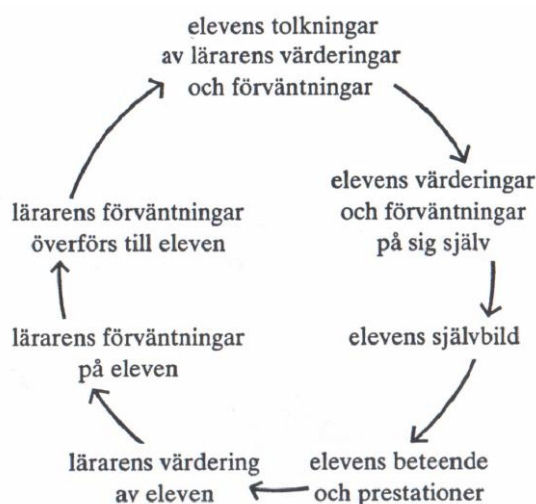 elevens tolkningar
av lärarens värderingar
och förväntningar
elevens värderingar
och förväntningar
på sig själv
elevens självbild
elevens beteende
och prestationer
lärarens värdering
av eleven
lärarens förväntningar
på eleven
lärarens förväntningar
överförs till eleven